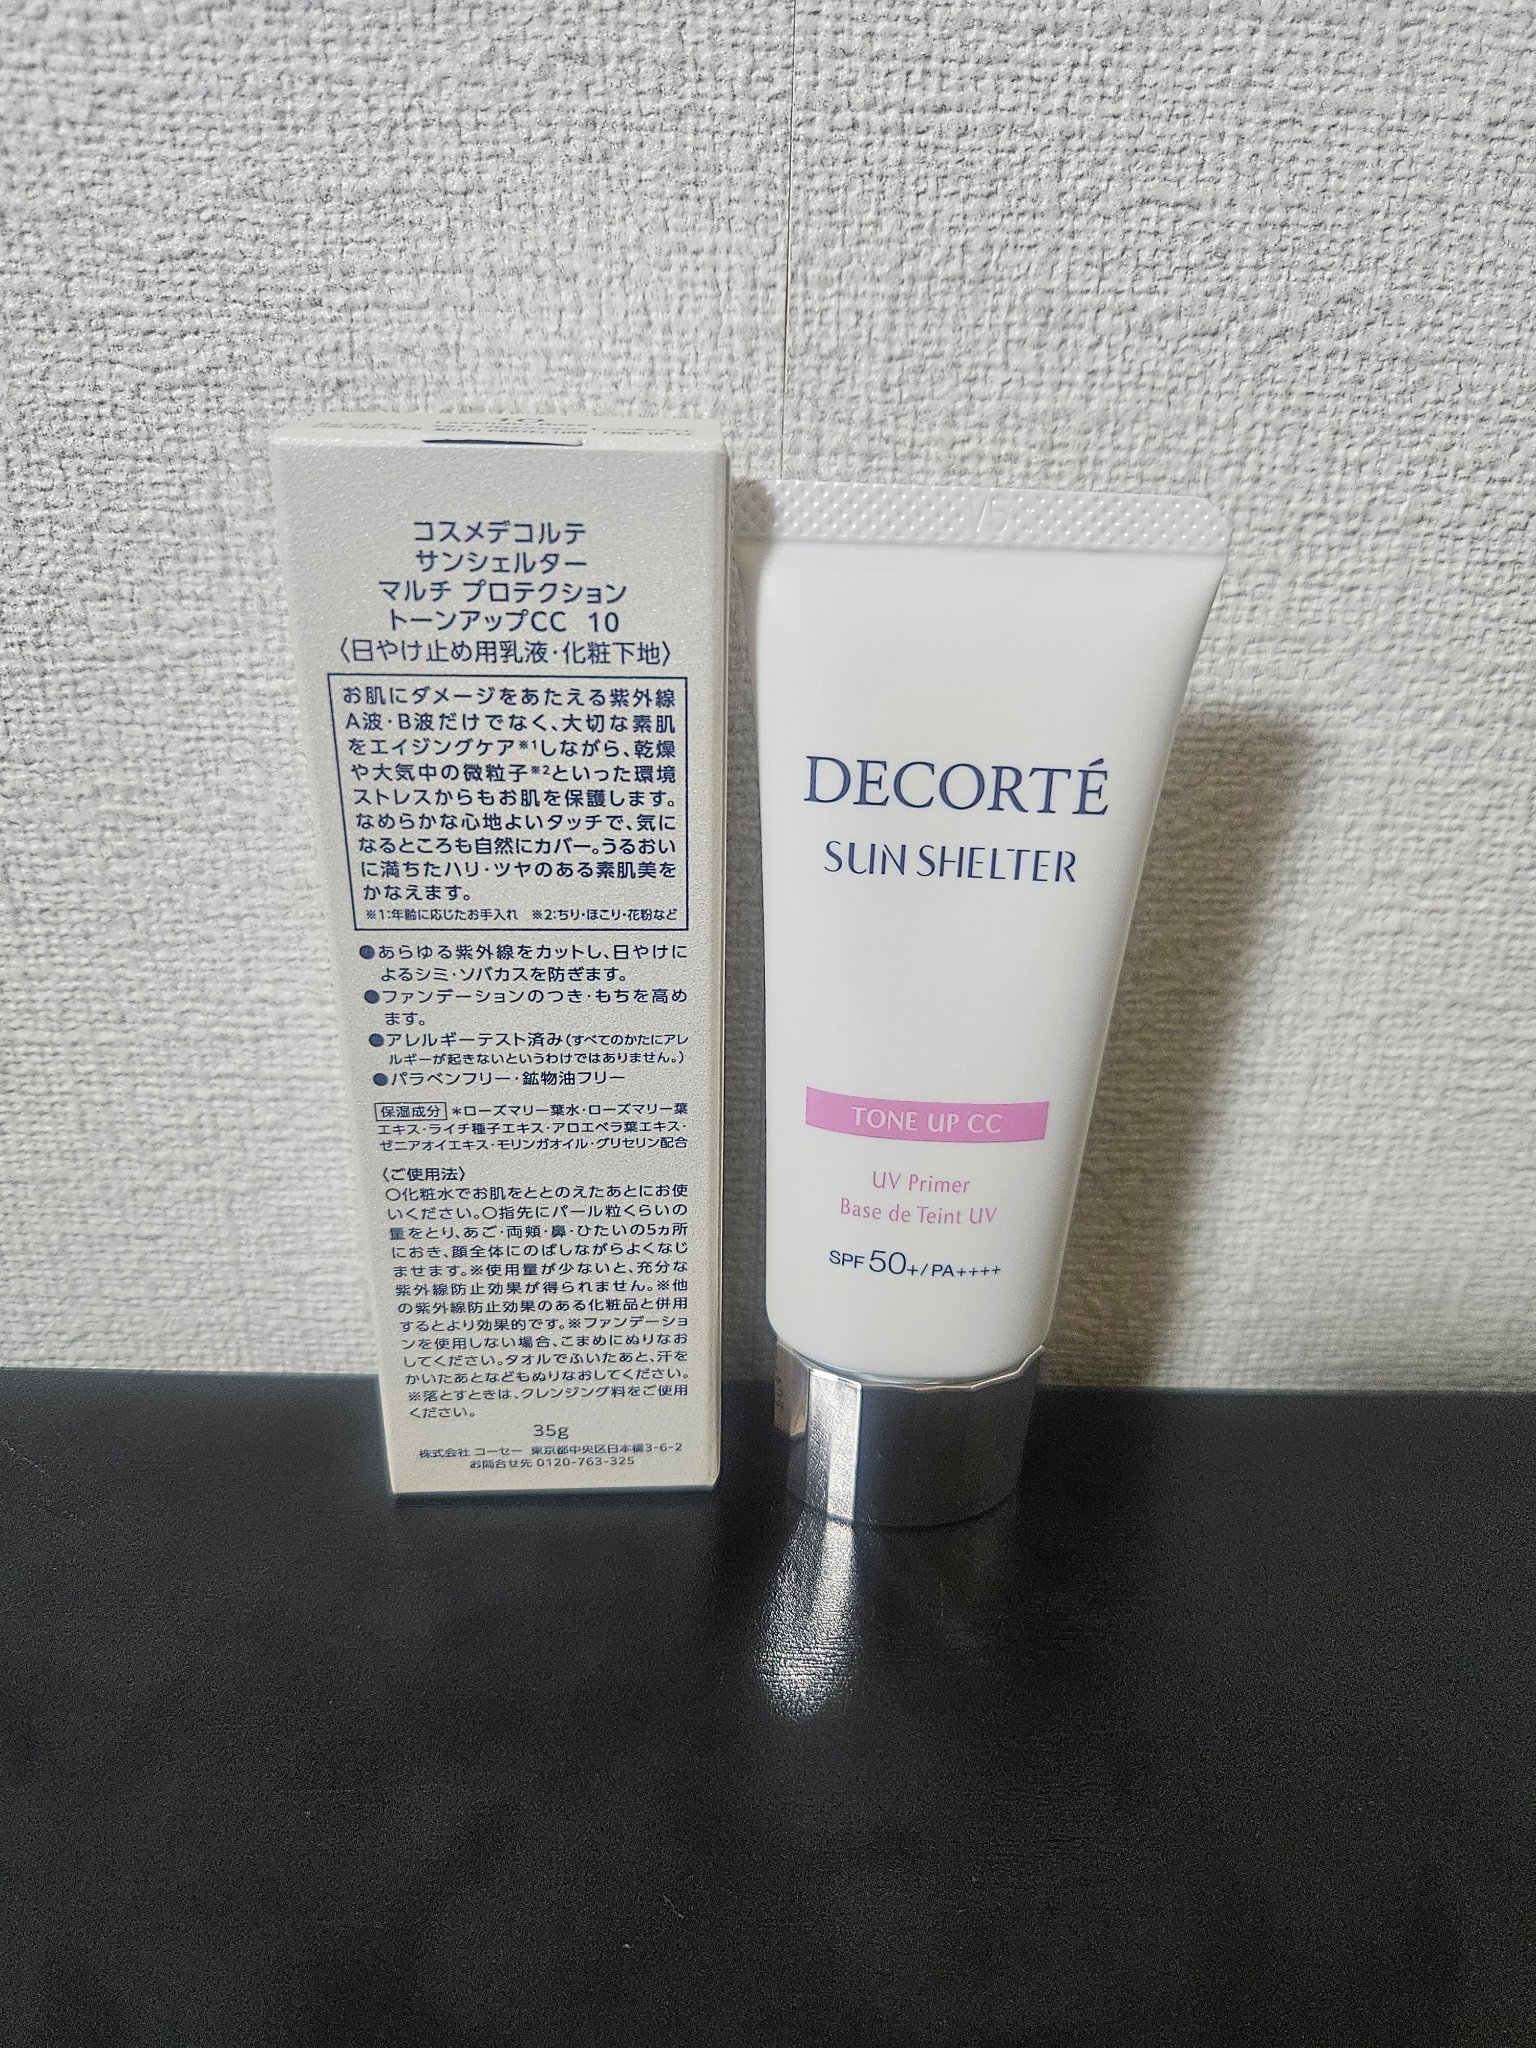 コスメデコルテ
サンシェルター
マルチ プロテクション
トーンアップCC 10
〈日やけ止め用乳液・化粧下地〉
お肌にダメージをあたえる紫外線
A波・B波だけでなく、大切な素肌
をエイジングケア※1しながら、乾燥
や大気中の微粒子※2といった環境
ストレスからもお肌を保護します。
なめらかな心地よいタッチで、気に
なるところも自然にカバー。うるおい
に満ちたハリ・ツヤのある素肌美を
かなえます。
※1:年齢に応じたお手入れ ※2:ちり・ほこり・花粉など
●あらゆる紫外線をカットし、日やけに
よるシミ・ソバカスを防ぎます。
●ファンデーションのつき・もちを高め
ます。
●アレルギーテスト済み(すべてのかたにアレ
ルギーが起きないというわけではありません。)
●パラベンフリー・鉱物油フリー
保湿成分 *ローズマリー葉水・ローズマリー葉
エキス・ライチ種子エキス・アロエベラ葉エキス・
ゼニアオイエキス・モリンガオイル・グリセリン配合
〈ご使用法〉
○化粧水でお肌をととのえたあとにお使
いください。○指先にパール粒くらいの
量をとり、あご・両頬・鼻・ひたいの5ヵ所
におき、顔全体にのばしながらよくなじ
ませます。※使用量が少ないと、充分な
紫外線防止効果が得られません。※他
の紫外線防止効果のある化粧品と併用
するとより効果的です。※ファンデーショ
ンを使用しない場合、こまめにぬりなお
してください。タオルでふいたあと、汗を
かいたあとなどもぬりなおしてください。
※落とすときは、クレンジング料をご使用
ください。
35g
株式会社 コーセー 東京都中央区日本橋3-6-2
お問合せ先 0120-763-325
DECORTÉ
SUN SHELTER
TONE UP CC
UV Primer
Base de Teint UV
SPF 50+/PA++++